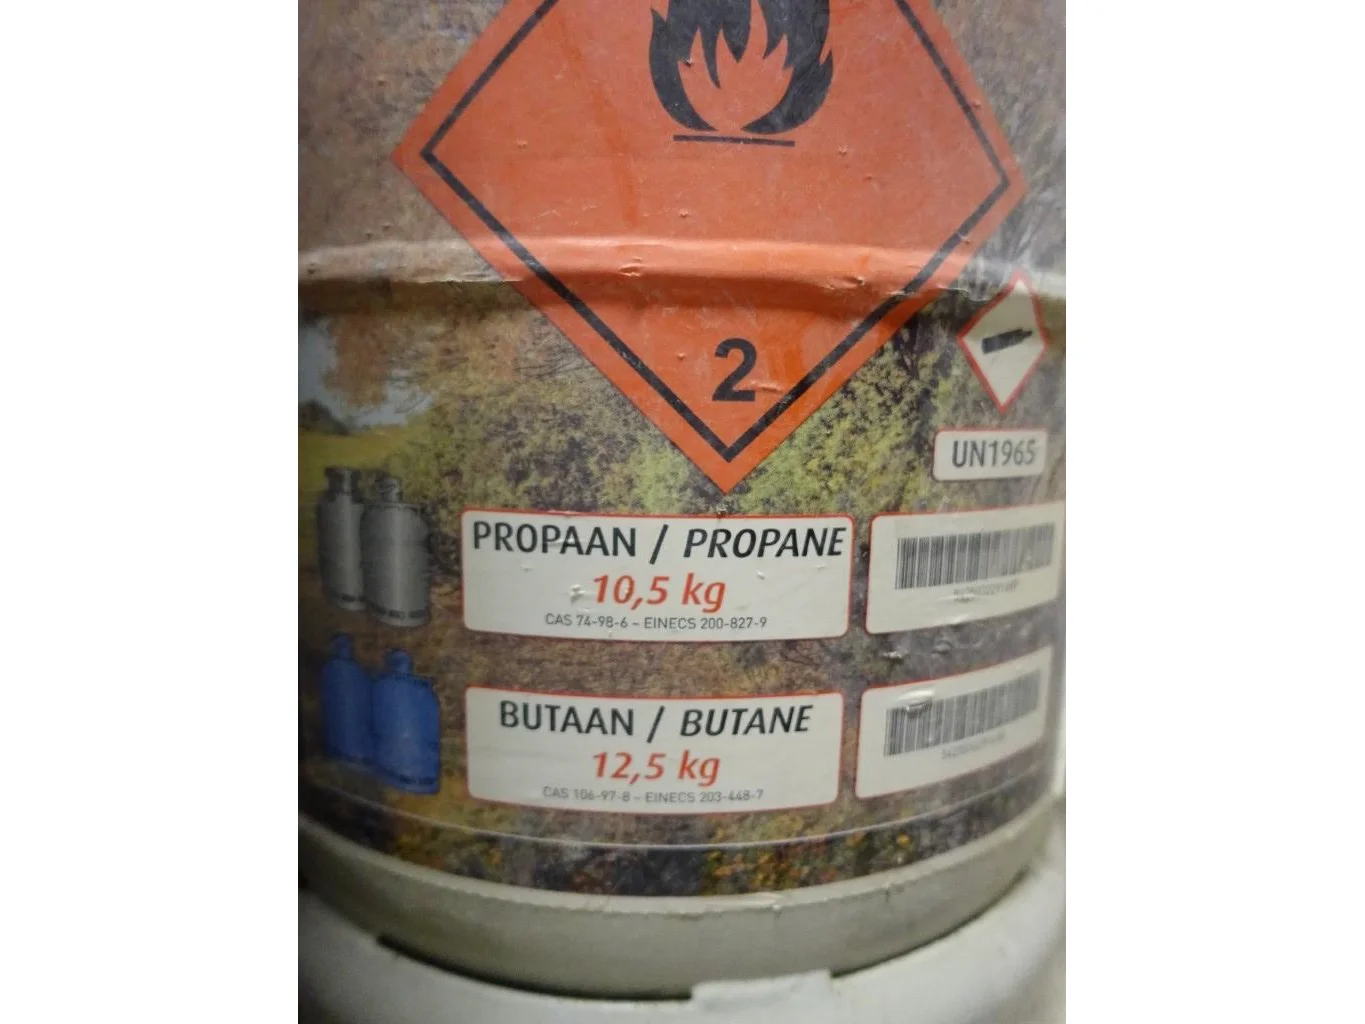 2
UN1965
PROPAAN / PROPANE
10,5 kg
CAS 74-98-6 – EINECS 200-827-9
BUTAAN / BUTANE
12,5 kg
CAS 106-97-8 – EINECS 203-448-7